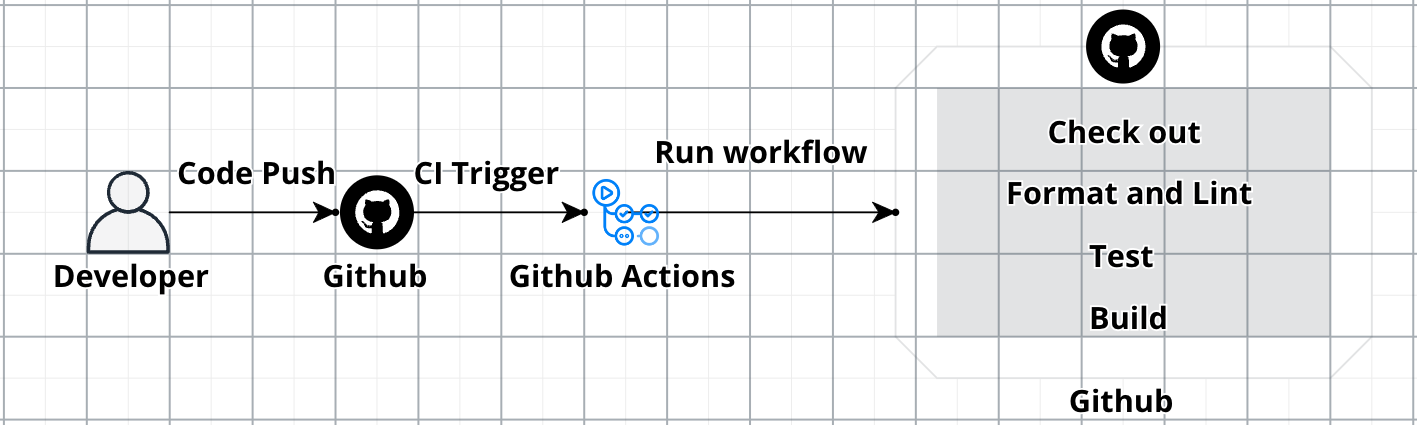 Code Push
CI Trigger
Run workflow
Developer
Github
Github Actions
Check out
Format and Lint
Test
Build
Github